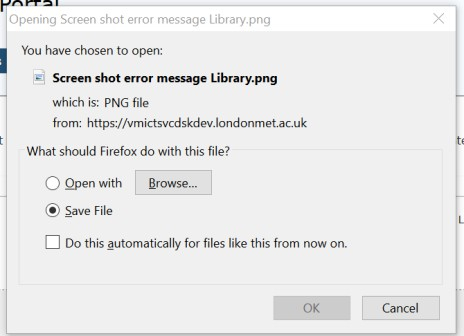 Portal
Opening Screen shot error message Library.png
You have chosen to open:
Screen shot error message Library.png
which is: PNG file
from: https://vmictsvcdskdev.londonmet.ac.uk
What should Firefox do with this file?
Open with
Browse...
Save File
Do this automatically for files like this from now on.
OK
Cancel